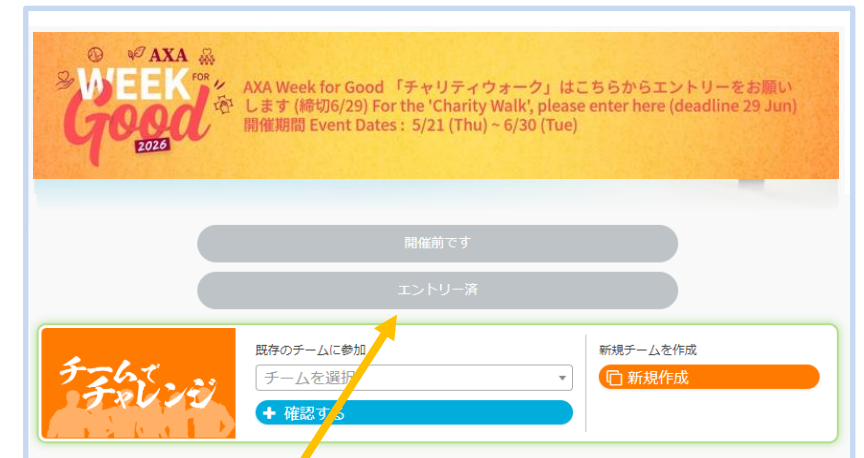 AXA
WEEK
FOR
Good
2026
AXA Week for Good 「チャリティウォーク」はこちらからエントリーをお願い
します (締切6/29) For the 'Charity Walk', please enter here (deadline 29 Jun)
開催期間 Event Dates : 5/21 (Thu) ~ 6/30 (Tue)
開催前です
エントリー済
チームで
チャレンジ
既存のチームに参加
チームを選択
+ 確認する
新規チームを作成
新規作成